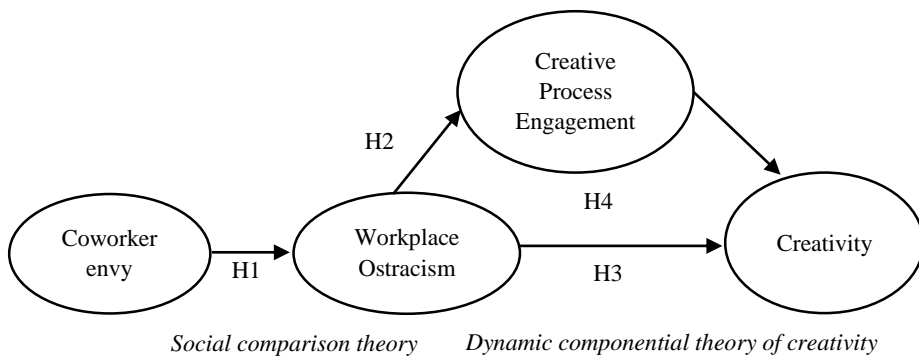 Creative
Process
Engagement
H2
H4
Coworker
envy
H1
Workplace
Ostracism
H3
Creativity
Social comparison theory
Dynamic componential theory of creativity